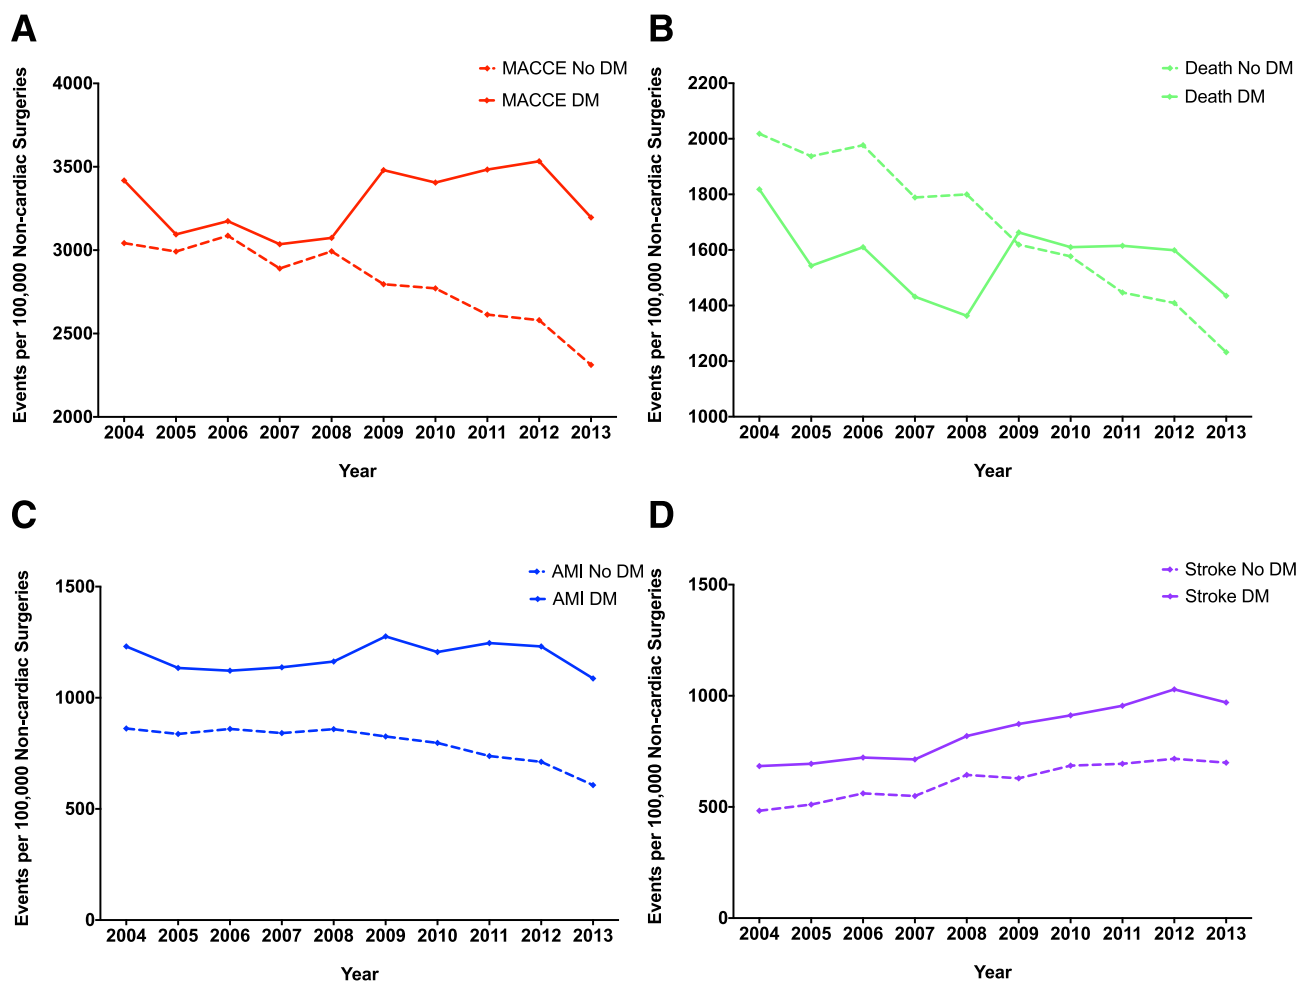 A
MACCE No DM
MACCE DM
Events per 100,000 Non-cardiac Surgeries
4000
3500
3000
2500
2000
2004 2005 2006 2007 2008 2009 2010 2011 2012 2013
Year
B
Death No DM
Death DM
Events per 100,000 Non-cardiac Surgeries
2200
2000
1800
1600
1400
1200
1000
2004 2005 2006 2007 2008 2009 2010 2011 2012 2013
Year
C
AMI No DM
AMI DM
Events per 100,000 Non-cardiac Surgeries
1500
1000
500
0
2004 2005 2006 2007 2008 2009 2010 2011 2012 2013
Year
D
Stroke No DM
Stroke DM
Events per 100,000 Non-cardiac Surgeries
1500
1000
500
0
2004 2005 2006 2007 2008 2009 2010 2011 2012 2013
Year